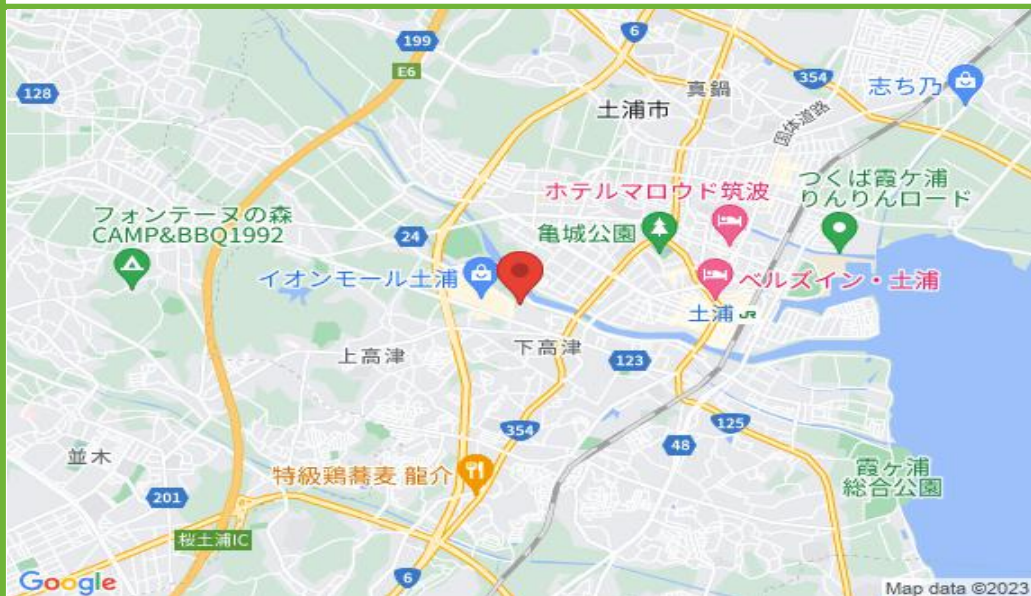 6
199
E6
128
354
志ち乃
真鍋
土浦市
国体道路
ホテルマロウド筑波
つくば霞ケ浦
りんりんロード
フォンテーヌの森
CAMP&BBQ1992
24
亀城公園
イオンモール土浦
ベルズイン・土浦
土浦 JR
上高津
下高津
123
354
125
48
並木
特級鶏蕎麦 龍介
霞ヶ浦
総合公園
201
桜土浦IC
6
Google
Map data ©2023